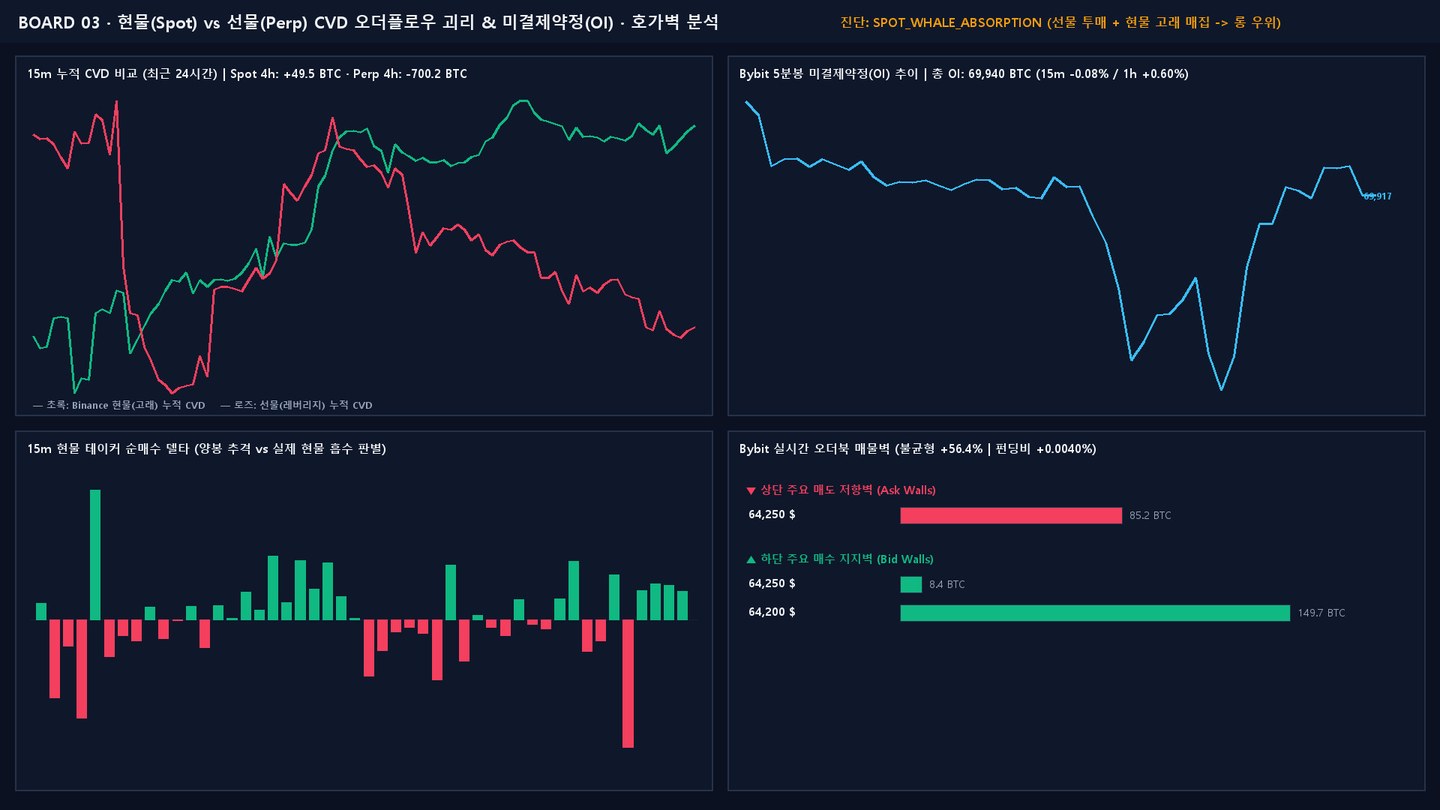 BOARD 03 · 현물(Spot) vs 선물(Perp) CVD 오더플로우 괴리 & 미결제약정(OI) · 호가벽 분석
진단: SPOT_WHALE_ABSORPTION (선물 투매 + 현물 고래 매집 -> 롱 우위)
15m 누적 CVD 비교 (최근 24시간) | Spot 4h: +49.5 BTC · Perp 4h: -700.2 BTC
— 초록: Binance 현물(고래) 누적 CVD — 로즈: 선물(레버리지) 누적 CVD
Bybit 5분봉 미결제약정(OI) 추이 | 총 OI: 69,940 BTC (15m -0.08% / 1h +0.60%)
69,917
15m 현물 테이커 순매수 델타 (양봉 추격 vs 실제 현물 흡수 판별)
Bybit 실시간 오더북 매물벽 (불균형 +56.4% | 펀딩비 +0.0040%)
▼ 상단 주요 매도 저항벽 (Ask Walls)
64,250 $ 85.2 BTC
▲ 하단 주요 매수 지지벽 (Bid Walls)
64,250 $ 8.4 BTC
64,200 $ 149.7 BTC